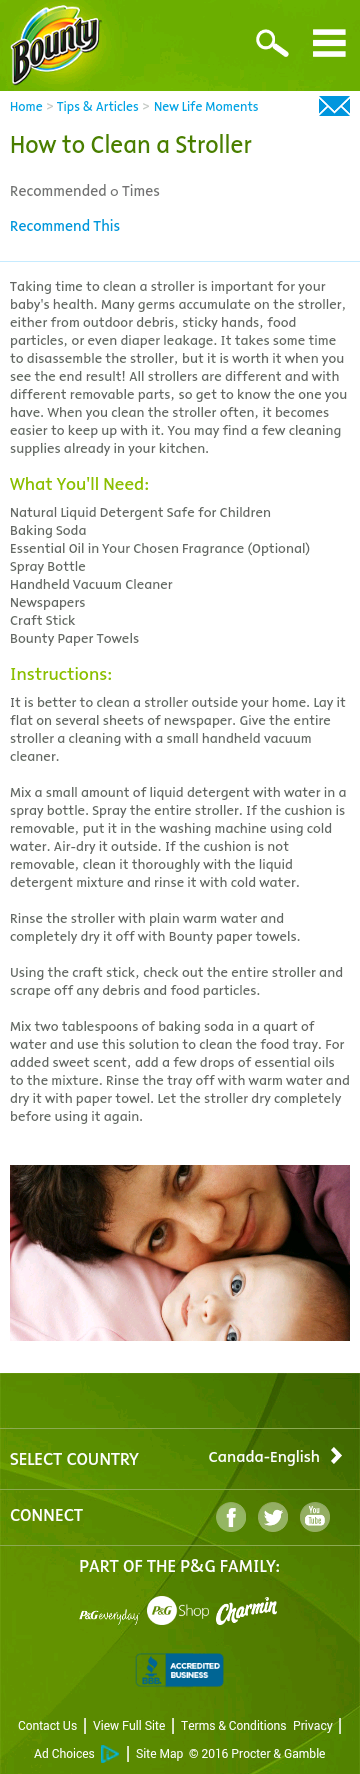 Bounty
Home > Tips & Articles > New Life Moments
How to Clean a Stroller
Recommended 0 Times
Recommend This
Taking time to clean a stroller is important for your
baby's health. Many germs accumulate on the stroller,
either from outdoor debris, sticky hands, food
particles, or even diaper leakage. It takes some time
to disassemble the stroller, but it is worth it when you
see the end result! All strollers are different and with
different removable parts, so get to know the one you
have. When you clean the stroller often, it becomes
easier to keep up with it. You may find a few cleaning
supplies already in your kitchen.
What You'll Need:
Natural Liquid Detergent Safe for Children
Baking Soda
Essential Oil in Your Chosen Fragrance (Optional)
Spray Bottle
Handheld Vacuum Cleaner
Newspapers
Craft Stick
Bounty Paper Towels
Instructions:
It is better to clean a stroller outside your home. Lay it
flat on several sheets of newspaper. Give the entire
stroller a cleaning with a small handheld vacuum
cleaner.
Mix a small amount of liquid detergent with water in a
spray bottle. Spray the entire stroller. If the cushion is
removable, put it in the washing machine using cold
water. Air-dry it outside. If the cushion is not
removable, clean it thoroughly with the liquid
detergent mixture and rinse it with cold water.
Rinse the stroller with plain warm water and
completely dry it off with Bounty paper towels.
Using the craft stick, check out the entire stroller and
scrape off any debris and food particles.
Mix two tablespoons of baking soda in a quart of
water and use this solution to clean the food tray. For
added sweet scent, add a few drops of essential oils
to the mixture. Rinse the tray off with warm water and
dry it with paper towel. Let the stroller dry completely
before using it again.
SELECT COUNTRY Canada-English
CONNECT You Tube
PART OF THE P&G FAMILY:
P&G everyday P&G Shop Charmin
BBB ACCREDITED BUSINESS
Contact Us | View Full Site | Terms & Conditions Privacy |
Ad Choices | Site Map © 2016 Procter & Gamble